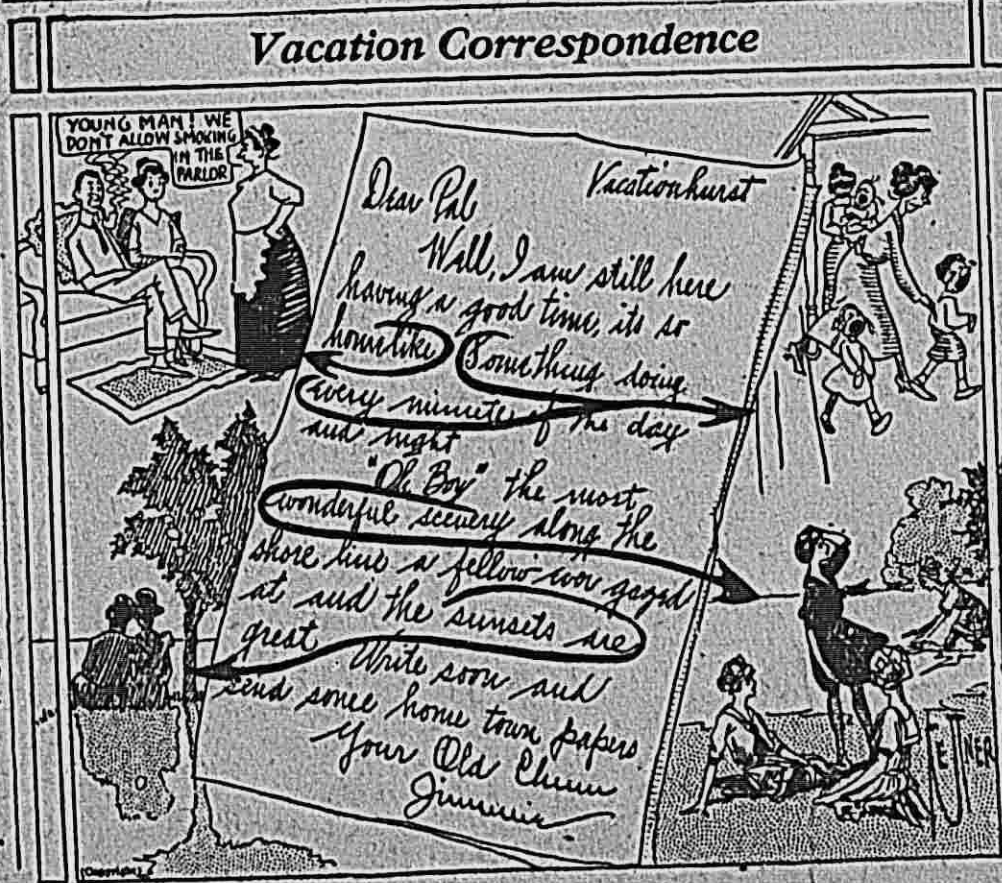 Vacation Correspondence
YOUNG MAN! WE
DON'T ALLOW SMOKING
IN THE
PARLOR
Vacationhurst
Dear Pal
Well, I am still here
having a good time, its so
homelike Something doing
every minute of the day
and night
"Oh Boy" the most
wonderful scenery along the
shore line a fellow ever gazed
at and the sunsets are
great Write soon and
send some home town papers
Your Old Chum
Jimmie
NER